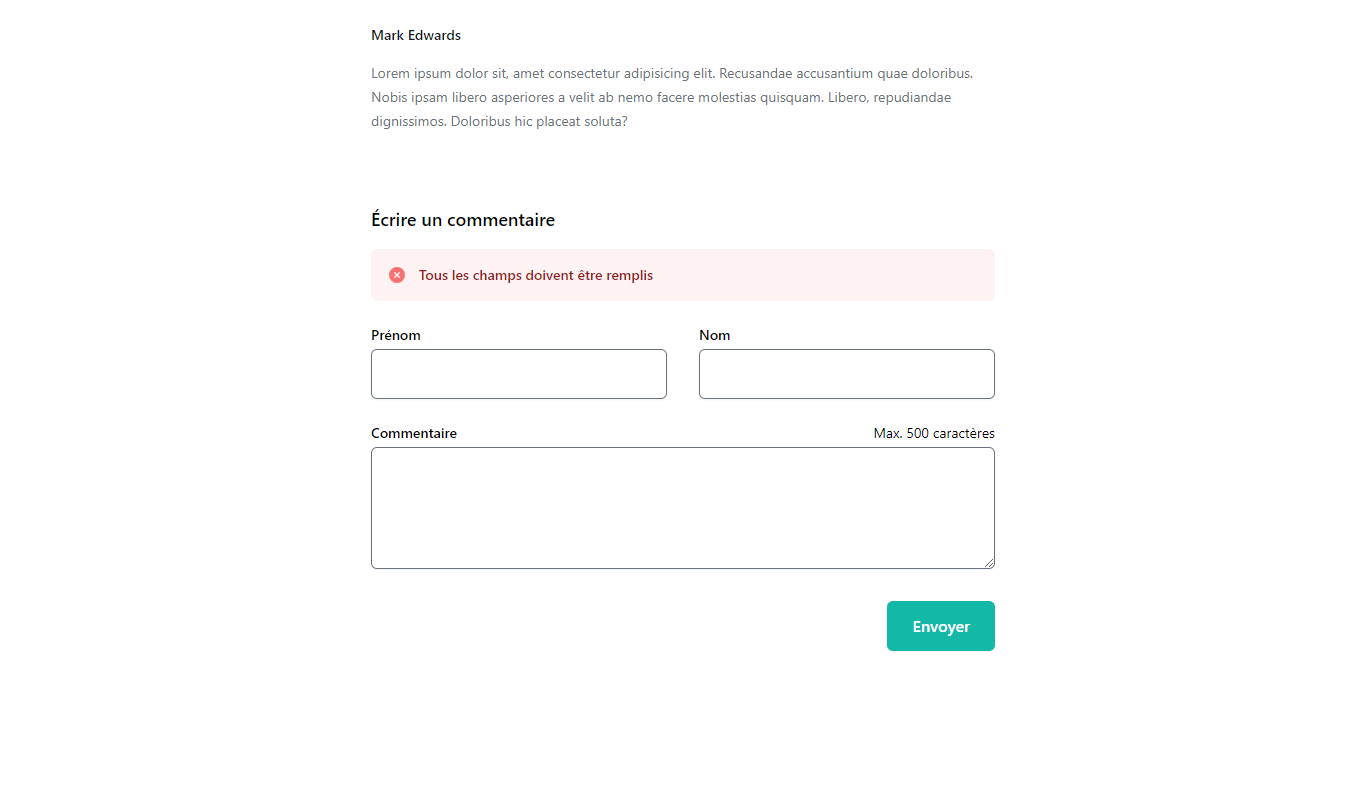 Mark Edwards
Lorem ipsum dolor sit, amet consectetur adipisicing elit. Recusandae accusantium quae doloribus.
Nobis ipsam libero asperiores a velit ab nemo facere molestias quisquam. Libero, repudiandae
dignissimos. Doloribus hic placeat soluta?
Écrire un commentaire
Tous les champs doivent être remplis
Prénom
Nom
Commentaire
Max. 500 caractères
Envoyer